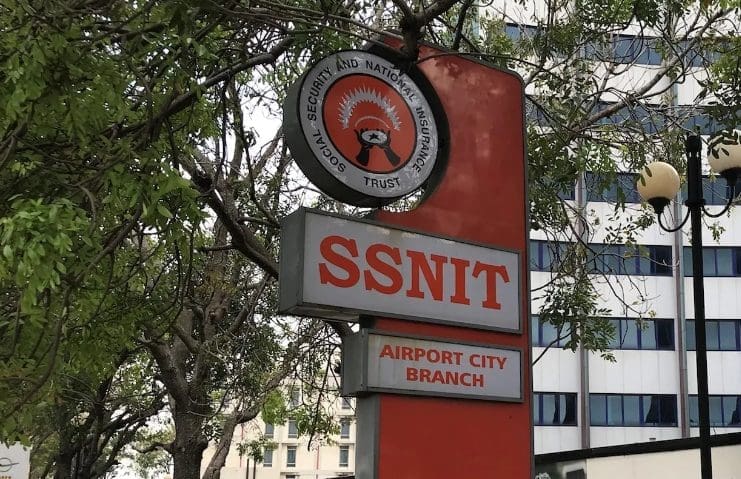 SOCIAL SECURITY AND NATIONAL INSURANCE
TRUST
SSNIT
AIRPORT CITY
BRANCH